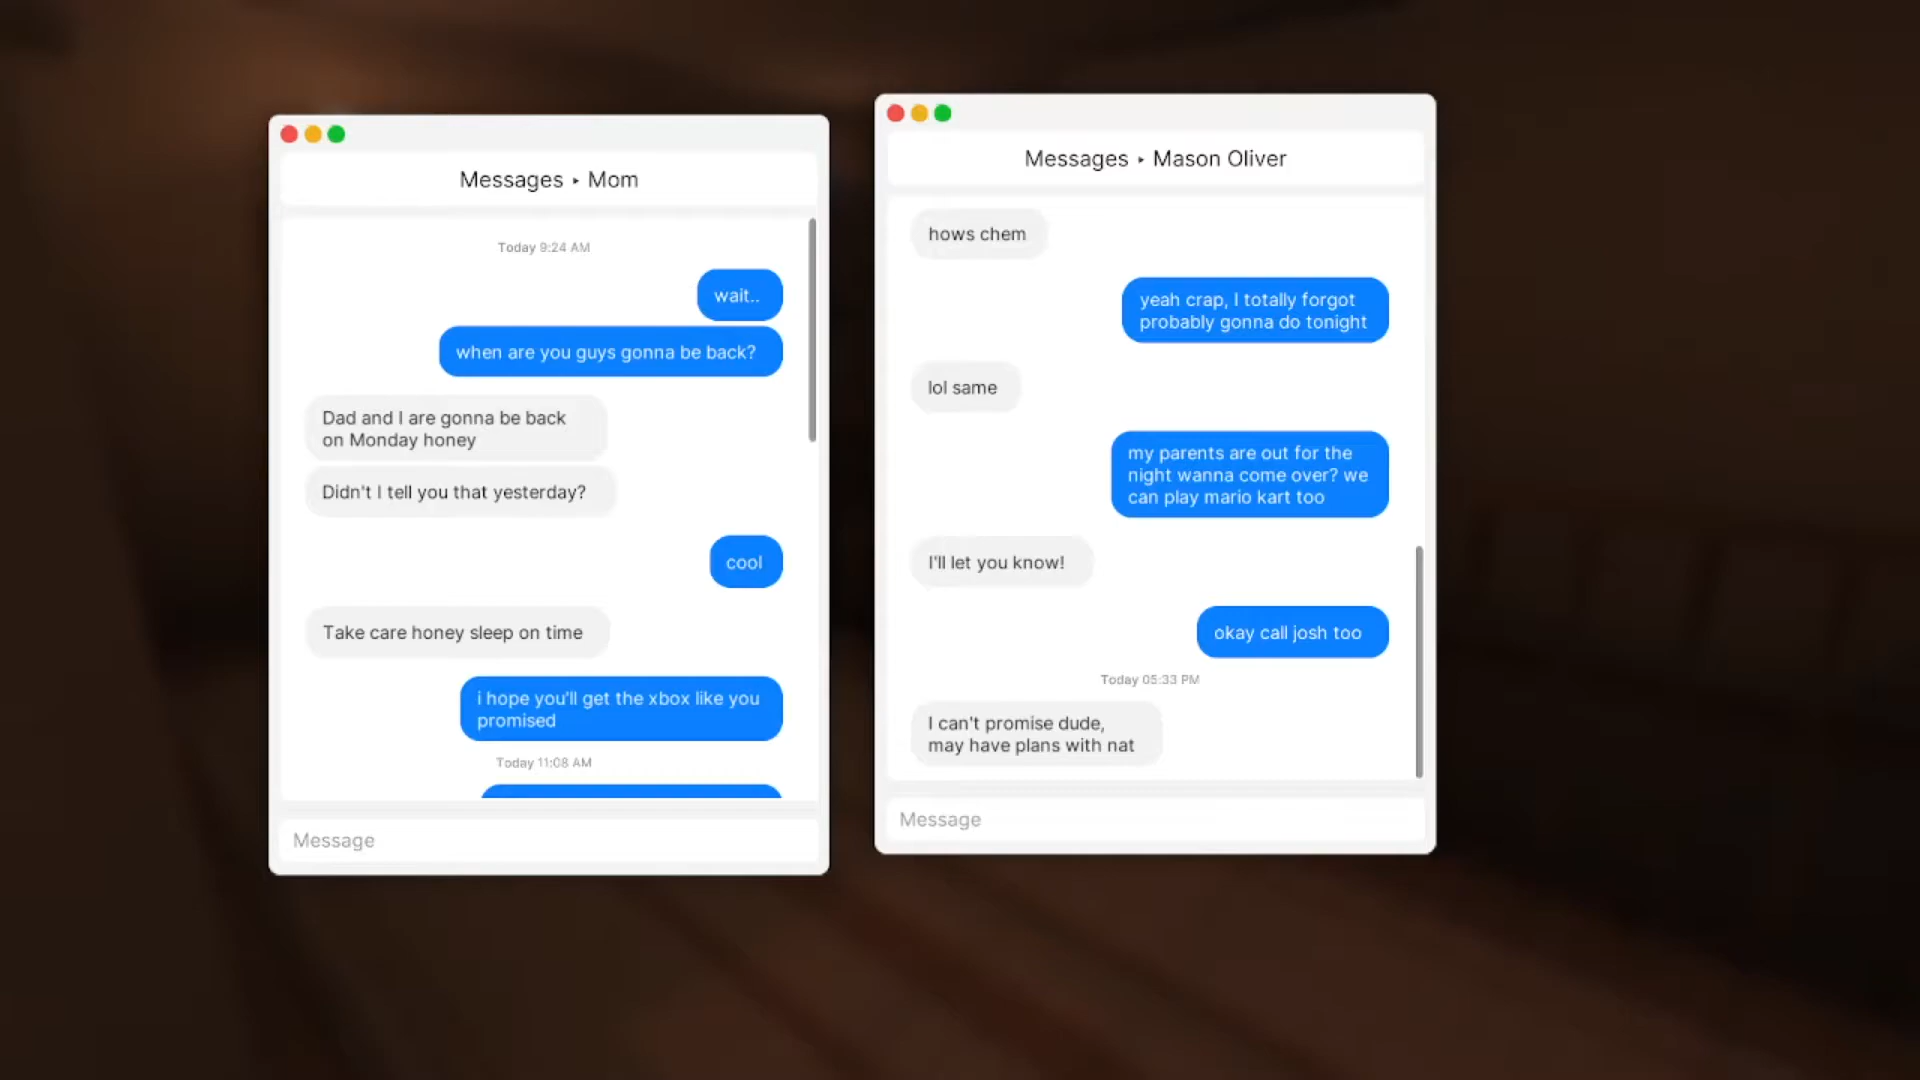 Messages ▸ Mom
Today 9:24 AM
wait..
when are you guys gonna be back?
Dad and I are gonna be back
on Monday honey
Didn't I tell you that yesterday?
cool
Take care honey sleep on time
i hope you'll get the xbox like you
promised
Today 11:08 AM
Message
Messages ▸ Mason Oliver
hows chem
yeah crap, I totally forgot
probably gonna do tonight
lol same
my parents are out for the
night wanna come over? we
can play mario kart too
I'll let you know!
okay call josh too
Today 05:33 PM
I can't promise dude,
may have plans with nat
Message